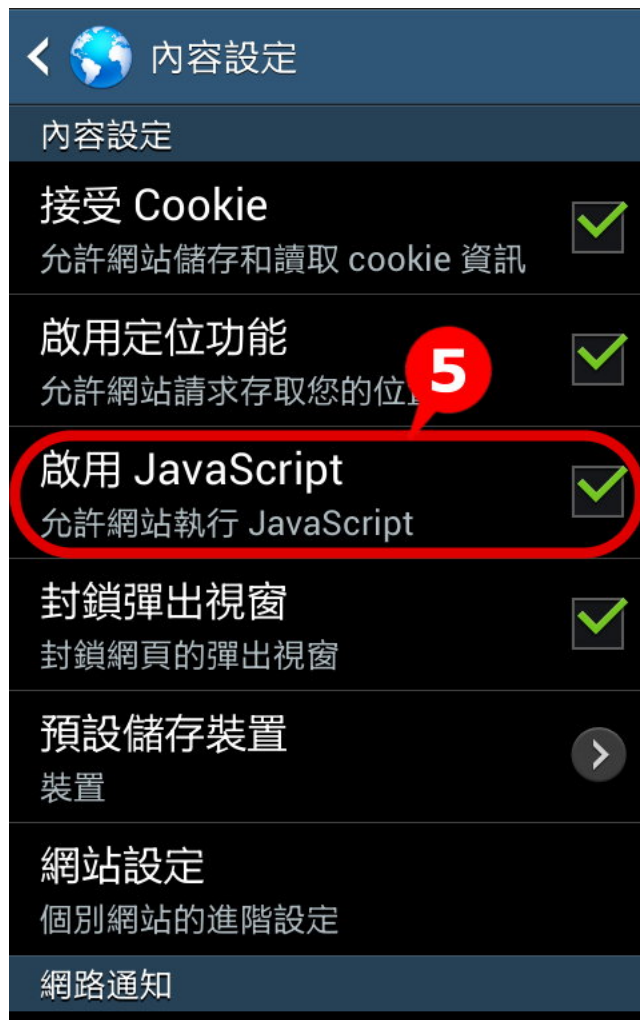 內容設定
內容設定
接受 Cookie
允許網站儲存和讀取 cookie 資訊
啟用定位功能
5
允許網站請求存取您的位
啟用 JavaScript
允許網站執行 JavaScript
封鎖彈出視窗
封鎖網頁的彈出視窗
預設儲存裝置
裝置
網站設定
個別網站的進階設定
網路通知